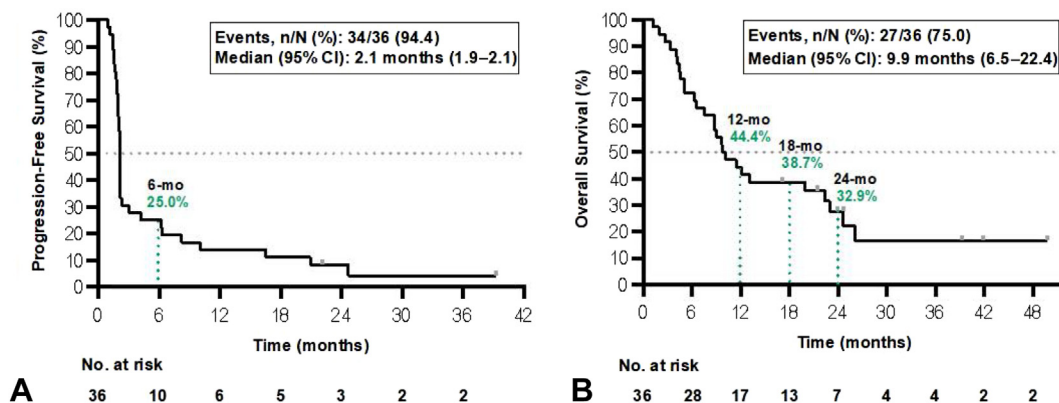 Events, n/N (%): 34/36 (94.4)
Median (95% CI): 2.1 months (1.9–2.1)
Progression-Free Survival (%)
100
90
80
70
60
50
40
30
20
10
0
6-mo
25.0%
0 6 12 18 24 30 36 42
Time (months)
No. at risk
36 10 6 5 3 2 2
A
Events, n/N (%): 27/36 (75.0)
Median (95% CI): 9.9 months (6.5–22.4)
Overall Survival (%)
100
90
80
70
60
50
40
30
20
10
0
12-mo
44.4%
18-mo
38.7%
24-mo
32.9%
0 6 12 18 24 30 36 42 48
Time (months)
No. at risk
36 28 17 13 7 4 4 2 2
B